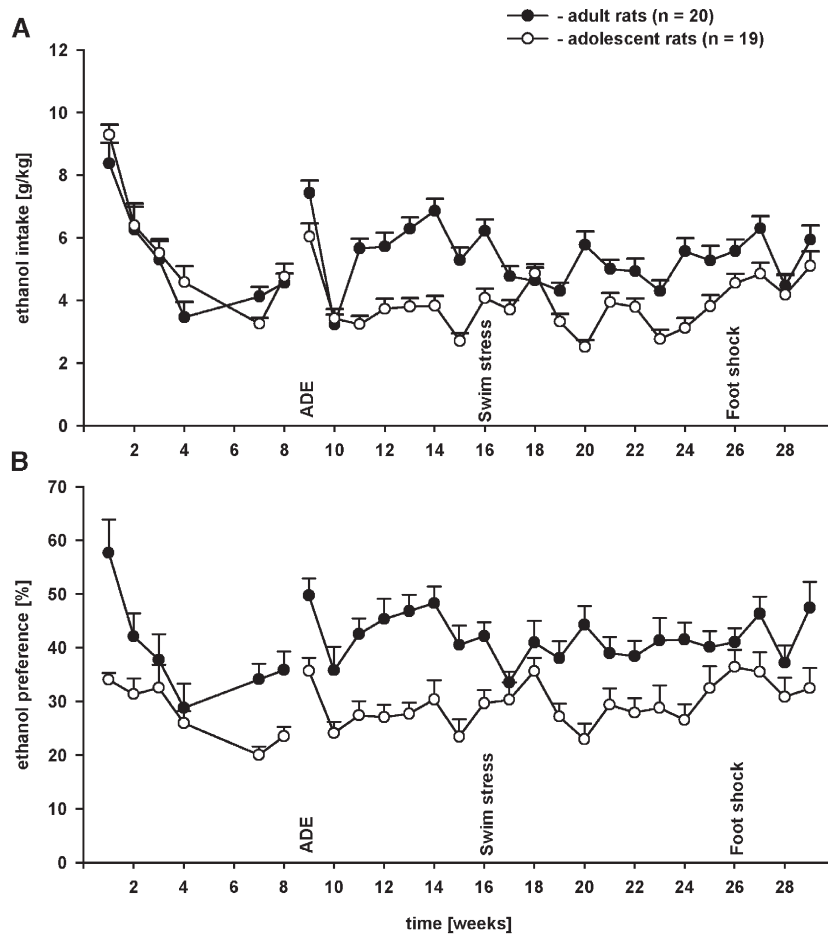 - adult rats (n = 20)
A
- adolescent rats (n = 19)
12
10
8
6
4
2
0
ethanol intake [g/kg]
ADE
Swim stress
Foot shock
2 4 6 8 10 12 14 16 18 20 22 24 26 28
B
70
60
50
40
30
20
10
0
ethanol preference [%]
ADE
Swim stress
Foot shock
2 4 6 8 10 12 14 16 18 20 22 24 26 28
time [weeks]